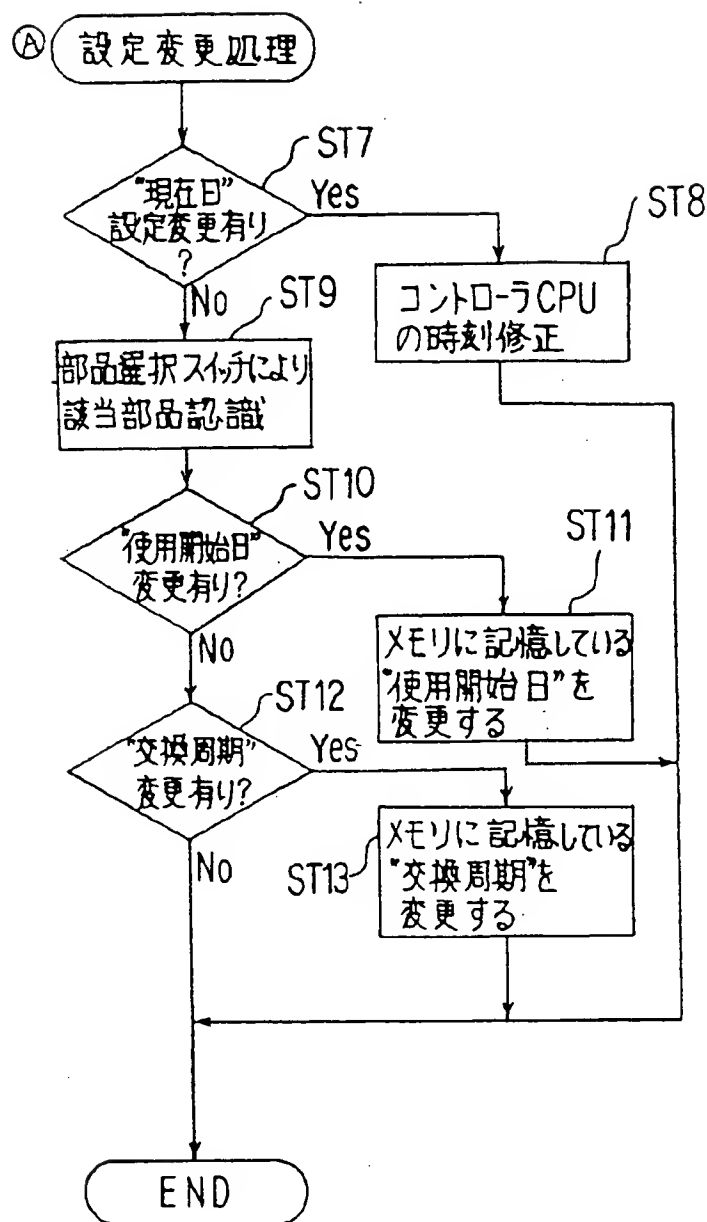 Ⓐ 設定変更処理
ST7
"現在日"
設定変更有り
?
Yes
ST8
コントローラCPU
の時刻修正
No
ST9
部品選択スイッチにより
該当部品認識
ST10
"使用開始日"
変更有り?
Yes
ST11
メモリに記憶している
"使用開始日"を
変更する
No
ST12
"交換周期"
変更有り?
Yes
ST13
メモリに記憶している
"交換周期"を
変更する
No
END